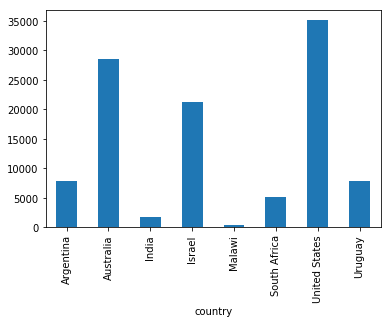 35000
30000
25000
20000
15000
10000
5000
0
Argentina
Australia
India
Israel
Malawi
South Africa
United States
Uruguay
country